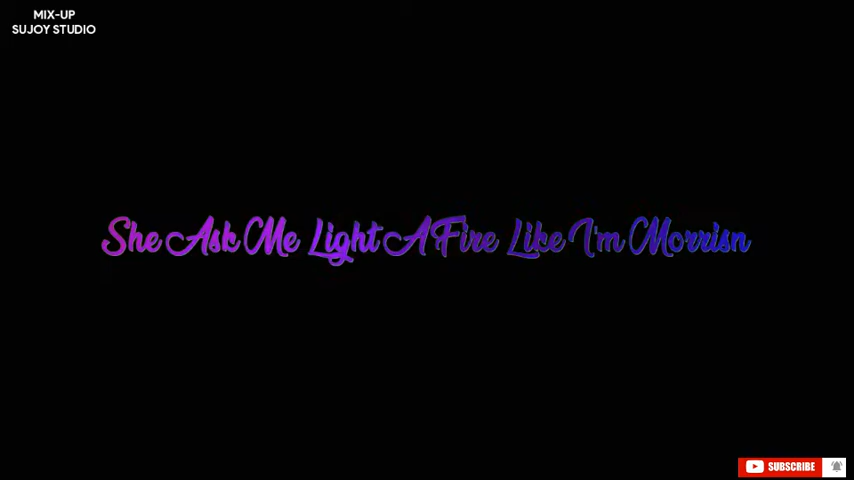 MIX-UP
SUJOY STUDIO
She Ask Me Light A Fire Like I'm Morrisn
SUBSCRIBE